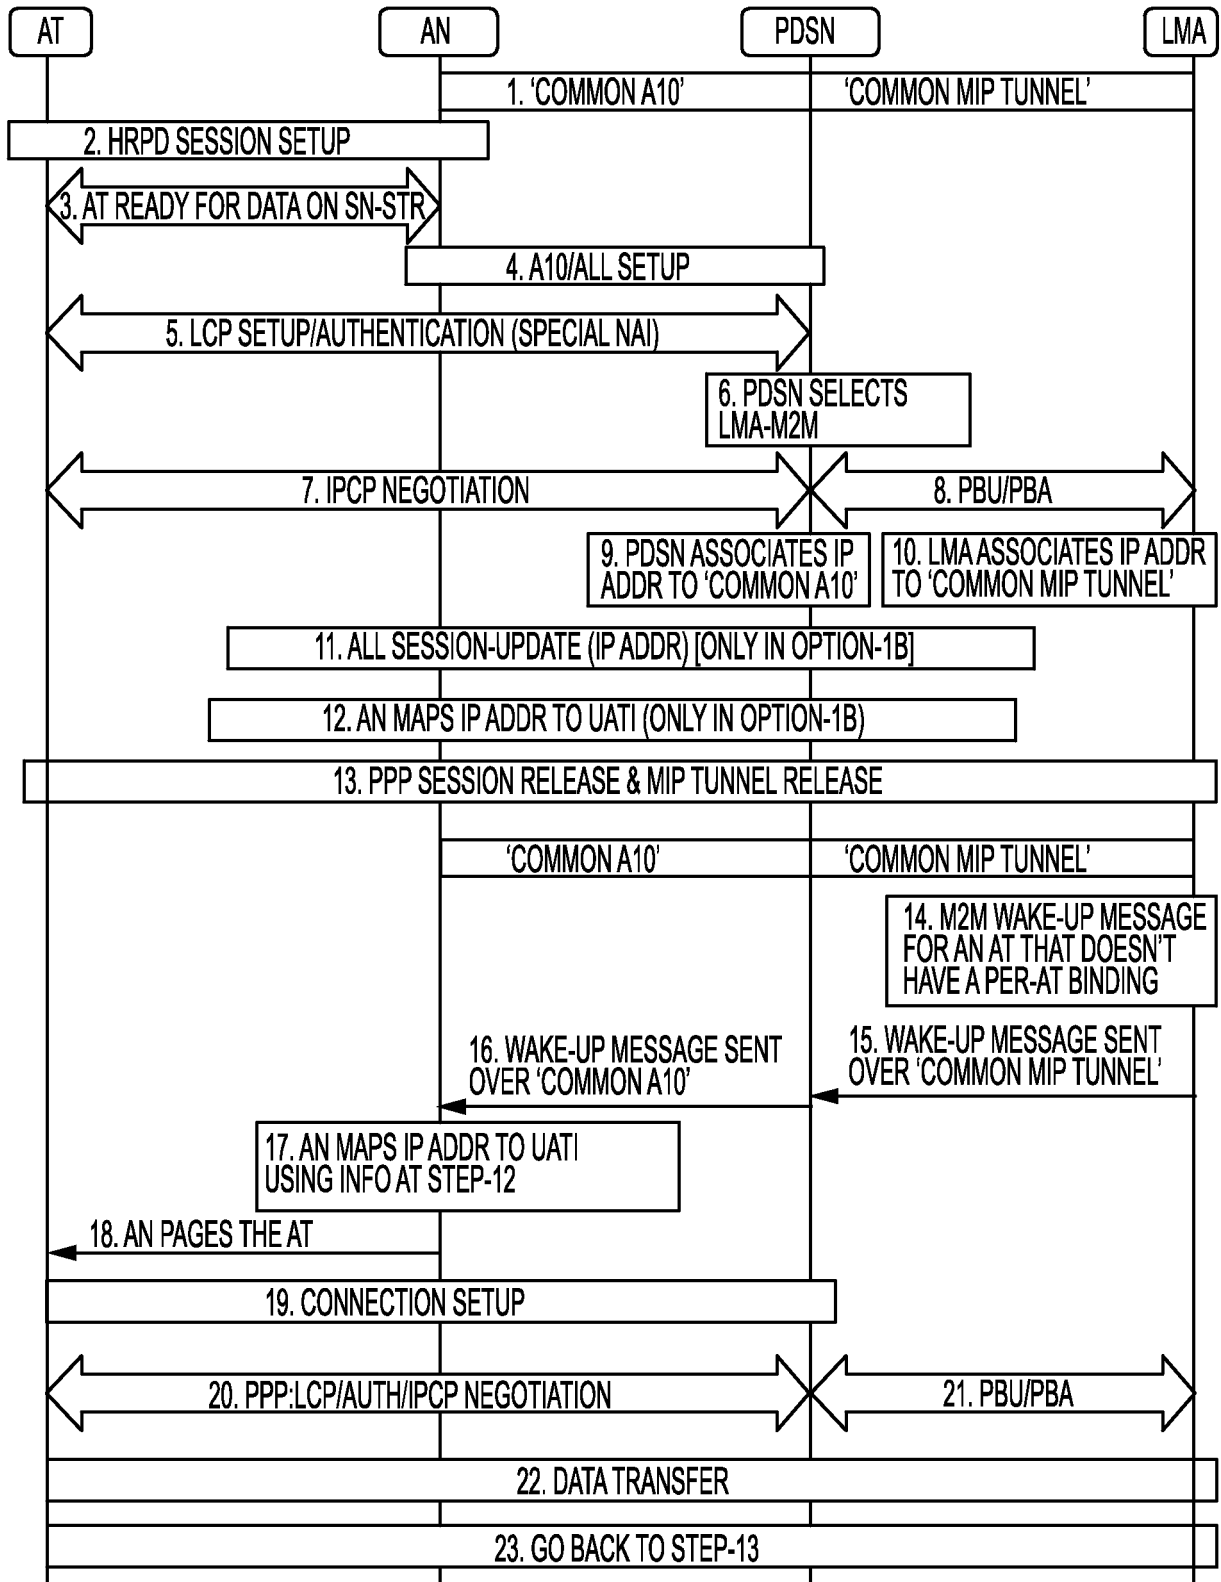 AT
AN
PDSN
LMA
1. 'COMMON A10'
'COMMON MIP TUNNEL'
2. HRPD SESSION SETUP
3. AT READY FOR DATA ON SN-STR
4. A10/ALL SETUP
5. LCP SETUP/AUTHENTICATION (SPECIAL NAI)
6. PDSN SELECTS
LMA-M2M
7. IPCP NEGOTIATION
8. PBU/PBA
9. PDSN ASSOCIATES IP
ADDR TO 'COMMON A10'
10. LMA ASSOCIATES IP ADDR
TO 'COMMON MIP TUNNEL'
11. ALL SESSION-UPDATE (IP ADDR) [ONLY IN OPTION-1B]
12. AN MAPS IP ADDR TO UATI (ONLY IN OPTION-1B)
13. PPP SESSION RELEASE & MIP TUNNEL RELEASE
'COMMON A10'
'COMMON MIP TUNNEL'
14. M2M WAKE-UP MESSAGE
FOR AN AT THAT DOESN'T
HAVE A PER-AT BINDING
15. WAKE-UP MESSAGE SENT
OVER 'COMMON MIP TUNNEL'
16. WAKE-UP MESSAGE SENT
OVER 'COMMON A10'
17. AN MAPS IP ADDR TO UATI
USING INFO AT STEP-12
18. AN PAGES THE AT
19. CONNECTION SETUP
20. PPP:LCP/AUTH/IPCP NEGOTIATION
21. PBU/PBA
22. DATA TRANSFER
23. GO BACK TO STEP-13